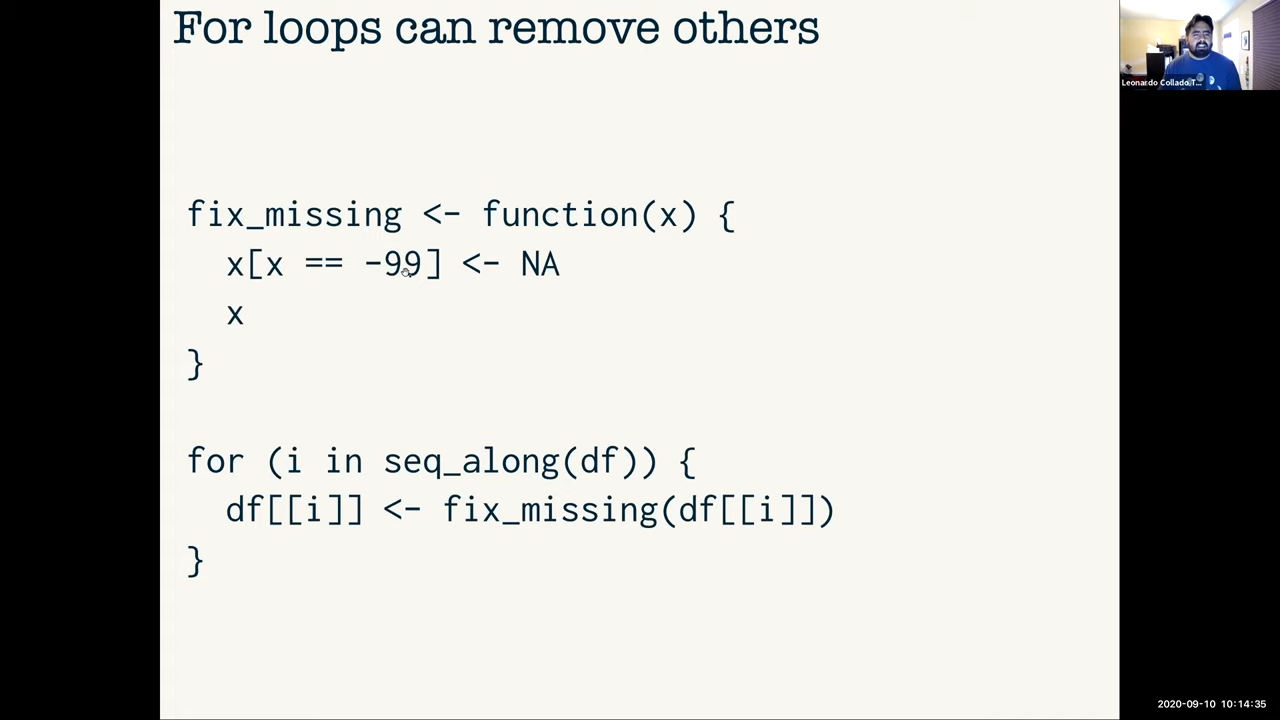 For loops can remove others
Leonardo Collado T...
fix_missing <- function(x) {
  x[x == -99] <- NA
  x
}
for (i in seq_along(df)) {
  df[[i]] <- fix_missing(df[[i]])
}
2020-09-10 10:14:35